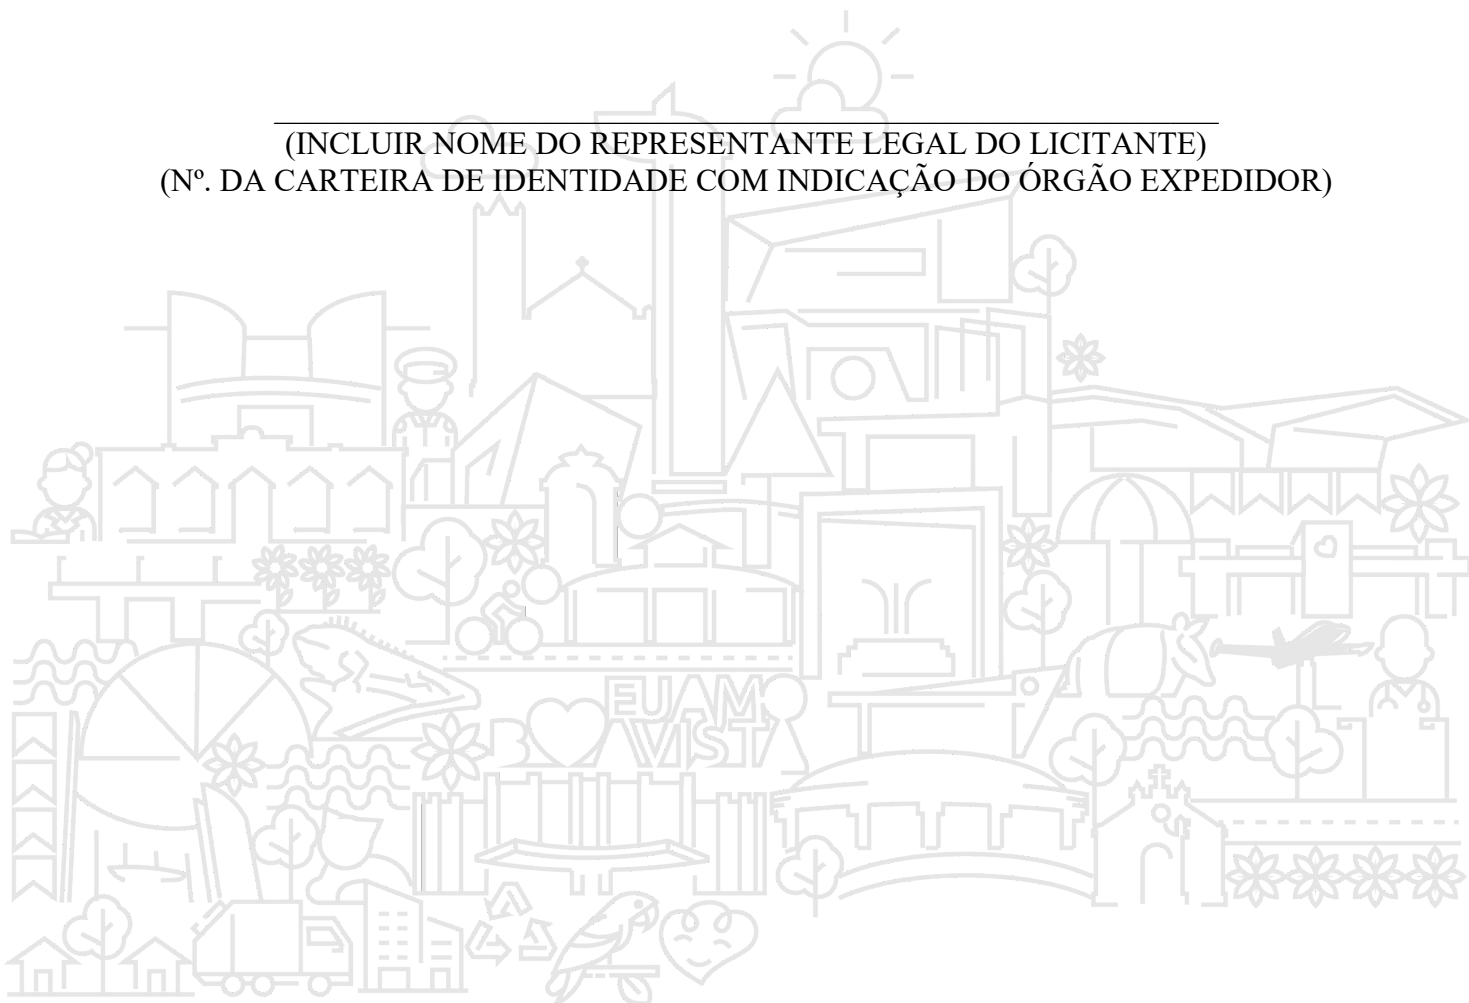 (INCLUIR NOME DO REPRESENTANTE LEGAL DO LICITANTE)
(Nº. DA CARTEIRA DE IDENTIDADE COM INDICAÇÃO DO ÓRGÃO EXPEDIDOR)
EU AMO
B VISTA